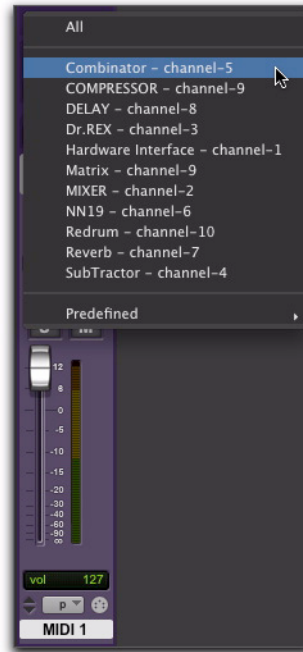 All
Combinator – channel-5
COMPRESSOR – channel-9
DELAY – channel-8
Dr.REX – channel-3
Hardware Interface – channel-1
Matrix – channel-9
MIXER – channel-2
NN19 – channel-6
Redrum – channel-10
Reverb – channel-7
SubTractor – channel-4
Predefined
12
6
0
-5
-10
-15
-20
-30
-40
-60
-90
∞
vol 127
p
MIDI 1